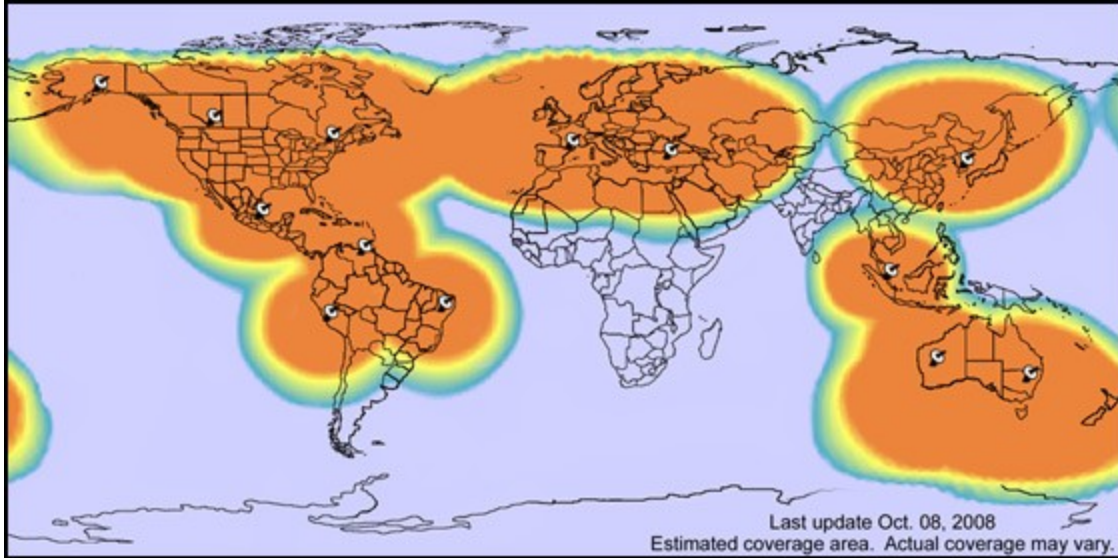 Last update Oct. 08, 2008
Estimated coverage area.  Actual coverage may vary.